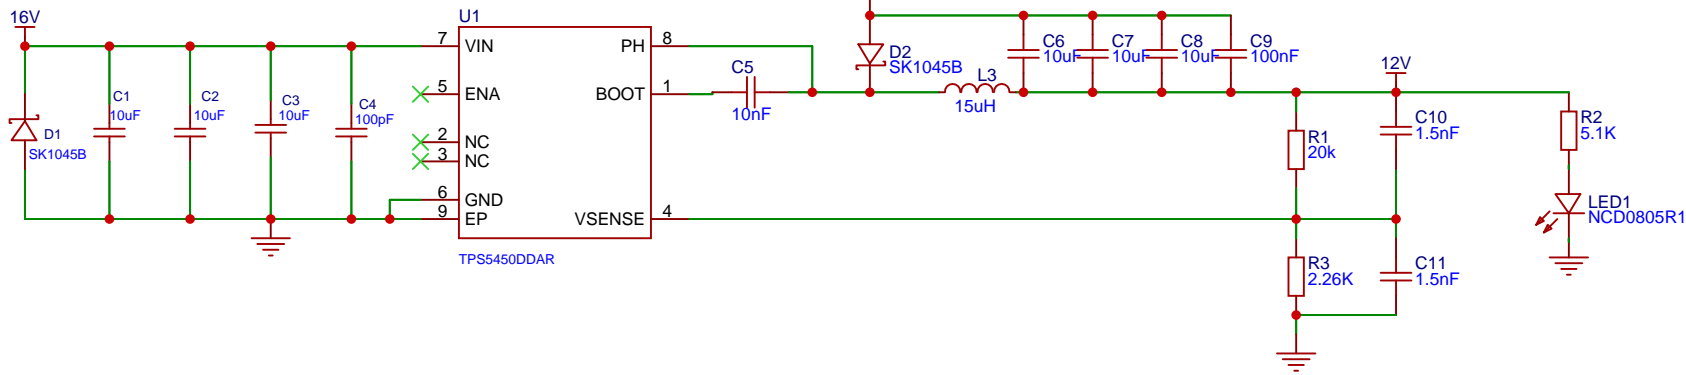 16V
U1
7
VIN
PH
8
5
ENA
BOOT
1
2
NC
3
NC
6
GND
9
EP
VSENSE
4
TPS5450DDAR
D1
SK1045B
C1
10uF
C2
10uF
C3
10uF
C4
100pF
C5
10nF
D2
SK1045B
L3
15uH
C6
10uF
C7
10uF
C8
10uF
C9
100nF
12V
R1
20k
C10
1.5nF
R2
5.1K
LED1
NCD0805R1
R3
2.26K
C11
1.5nF